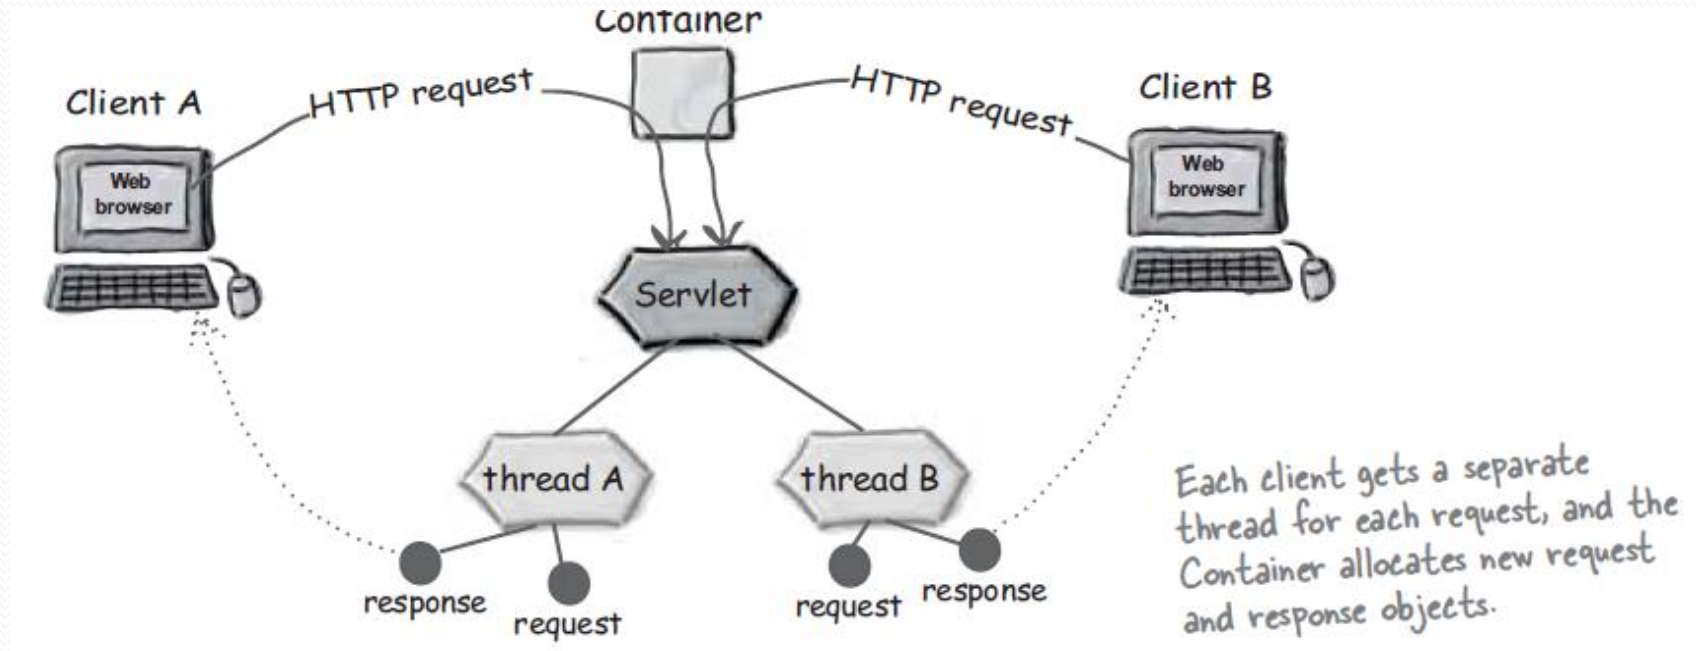 Container
Client A
HTTP request
HTTP request
Client B
Web
browser
Web
browser
Servlet
thread A
thread B
response
request
request
response
Each client gets a separate
thread for each request, and the
Container allocates new request
and response objects.